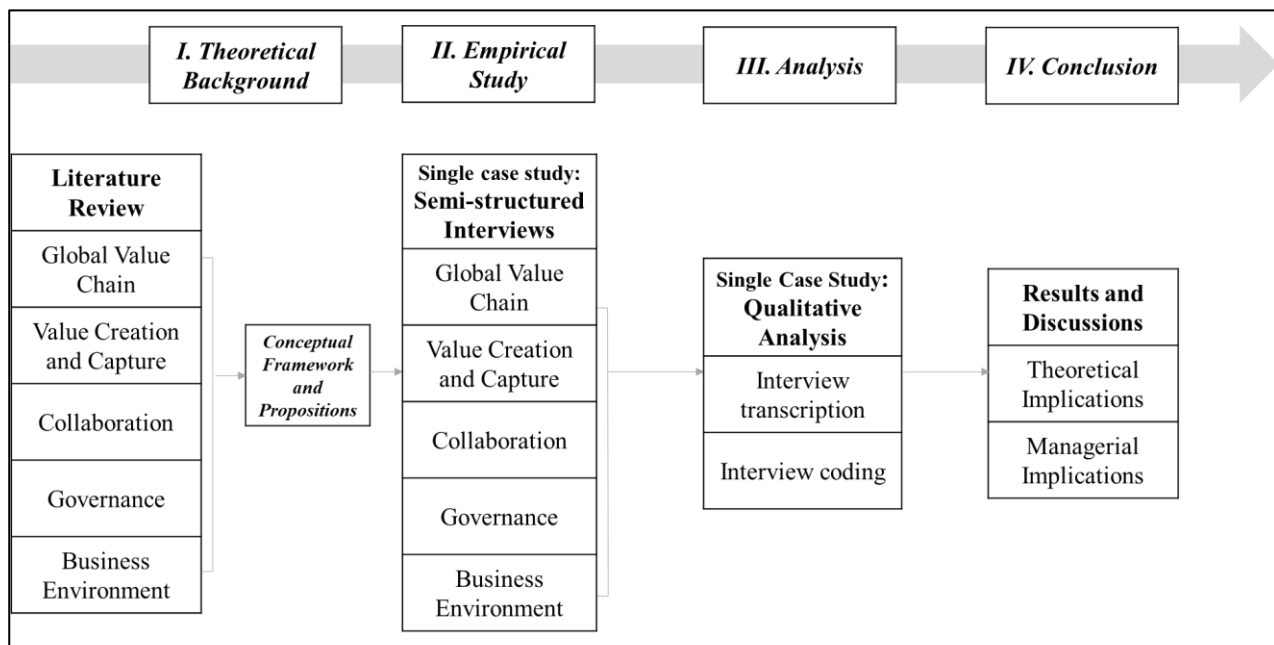 I. Theoretical
Background
II. Empirical
Study
III. Analysis
IV. Conclusion
Literature
Review
Global Value
Chain
Value Creation
and Capture
Collaboration
Governance
Business
Environment
Conceptual
Framework
and
Propositions
Single case study:
Semi-structured
Interviews
Global Value
Chain
Value Creation
and Capture
Collaboration
Governance
Business
Environment
Single Case Study:
Qualitative
Analysis
Interview
transcription
Interview coding
Results and
Discussions
Theoretical
Implications
Managerial
Implications